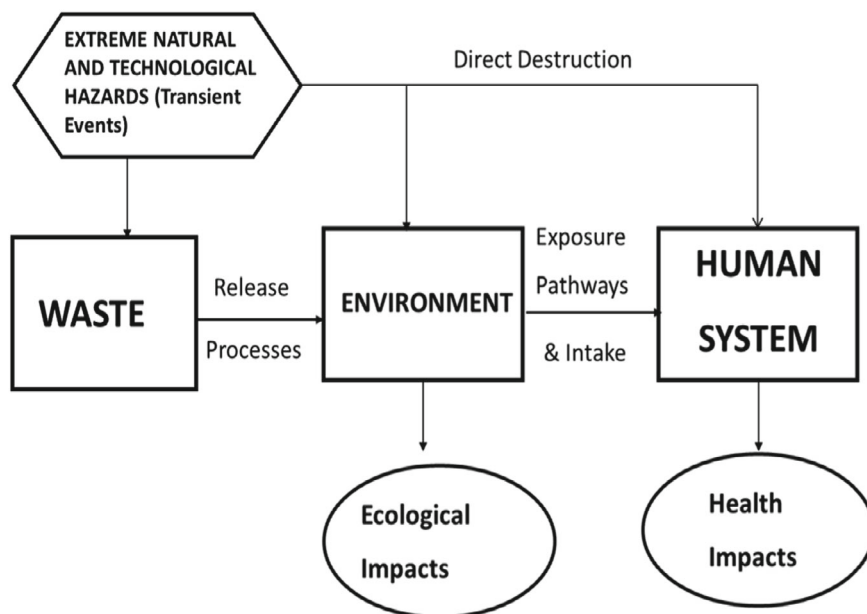 EXTREME NATURAL
AND TECHNOLOGICAL
HAZARDS (Transient
Events)
Direct Destruction
WASTE
Release
Processes
ENVIRONMENT
Exposure
Pathways
& Intake
HUMAN
SYSTEM
Ecological
Impacts
Health
Impacts